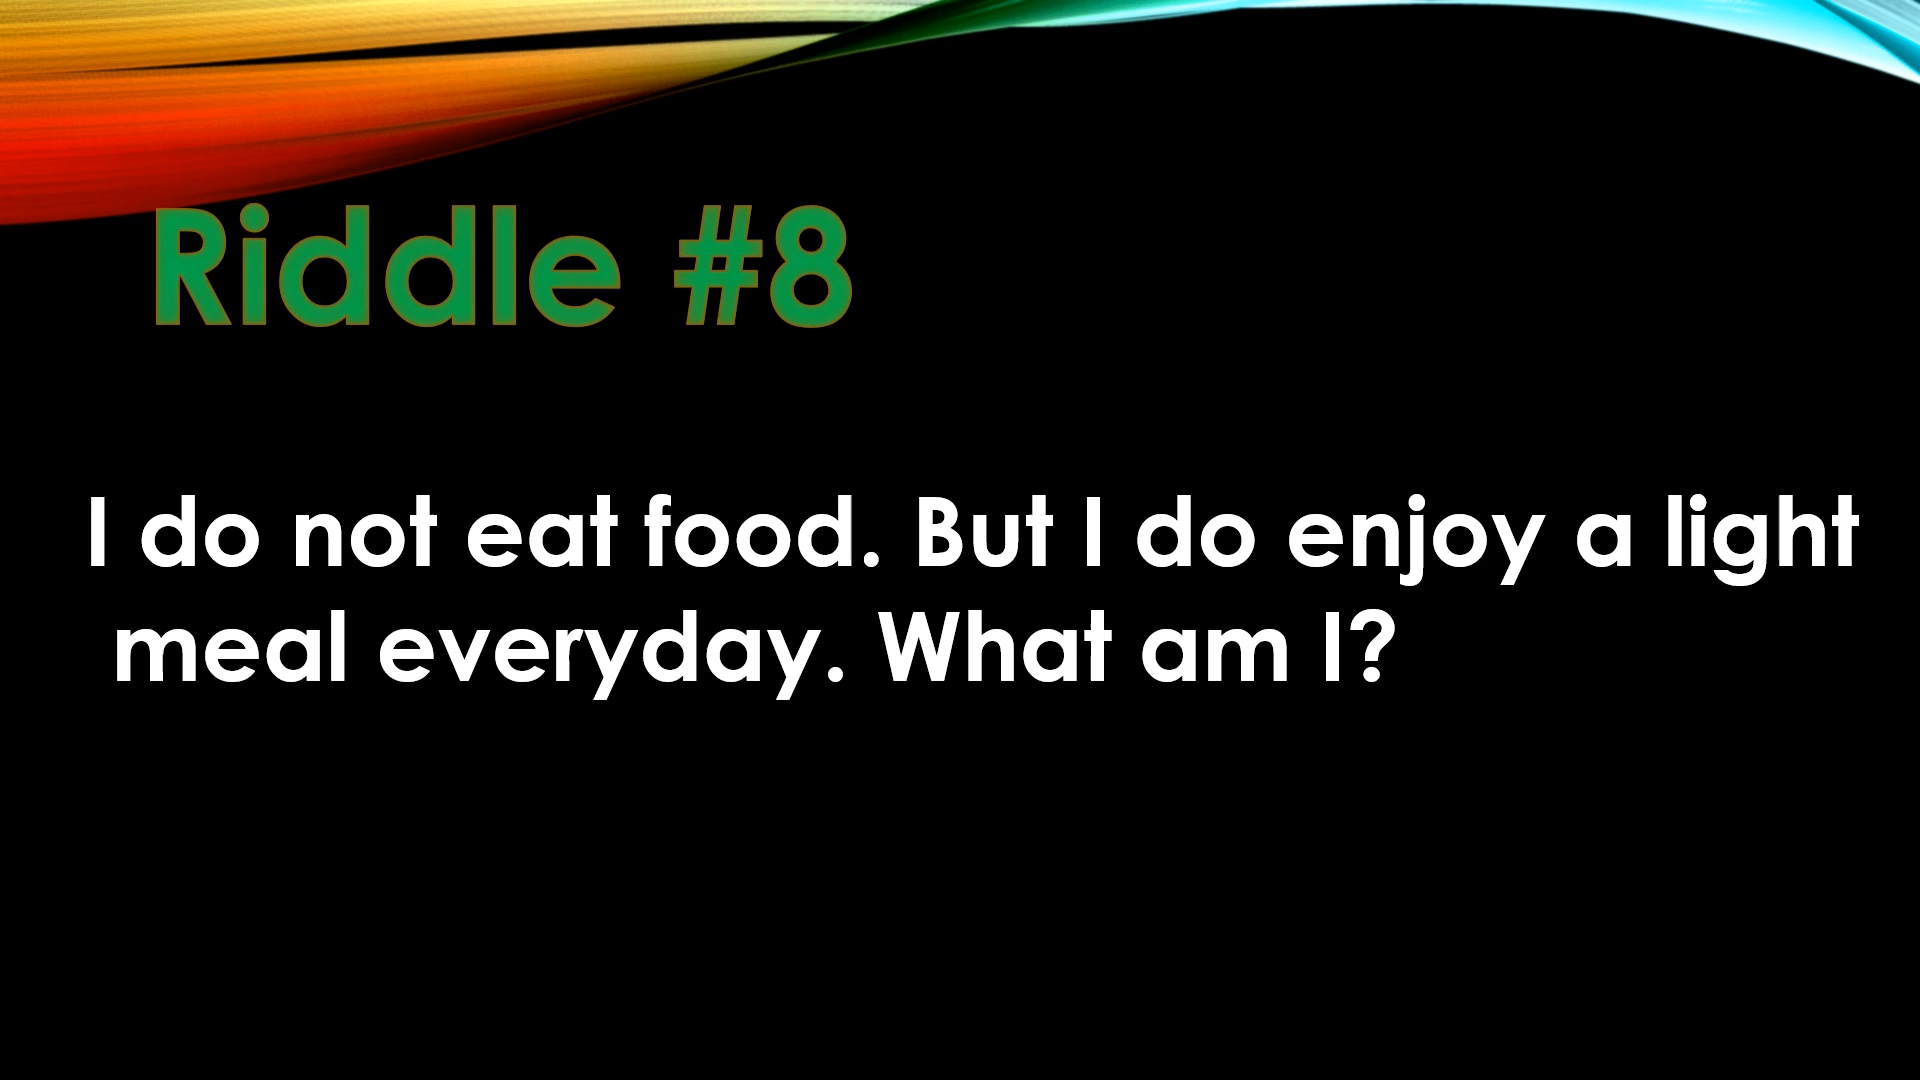 Riddle #8
I do not eat food. But I do enjoy a light
meal everyday. What am I?